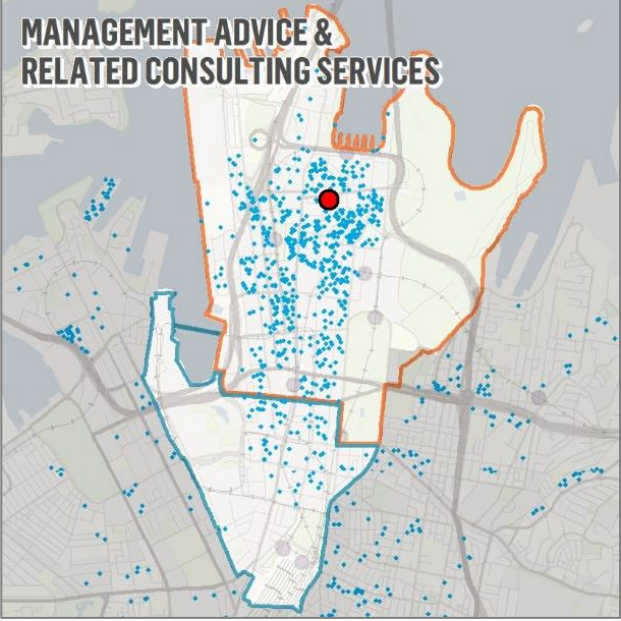 MANAGEMENT ADVICE &
RELATED CONSULTING SERVICES